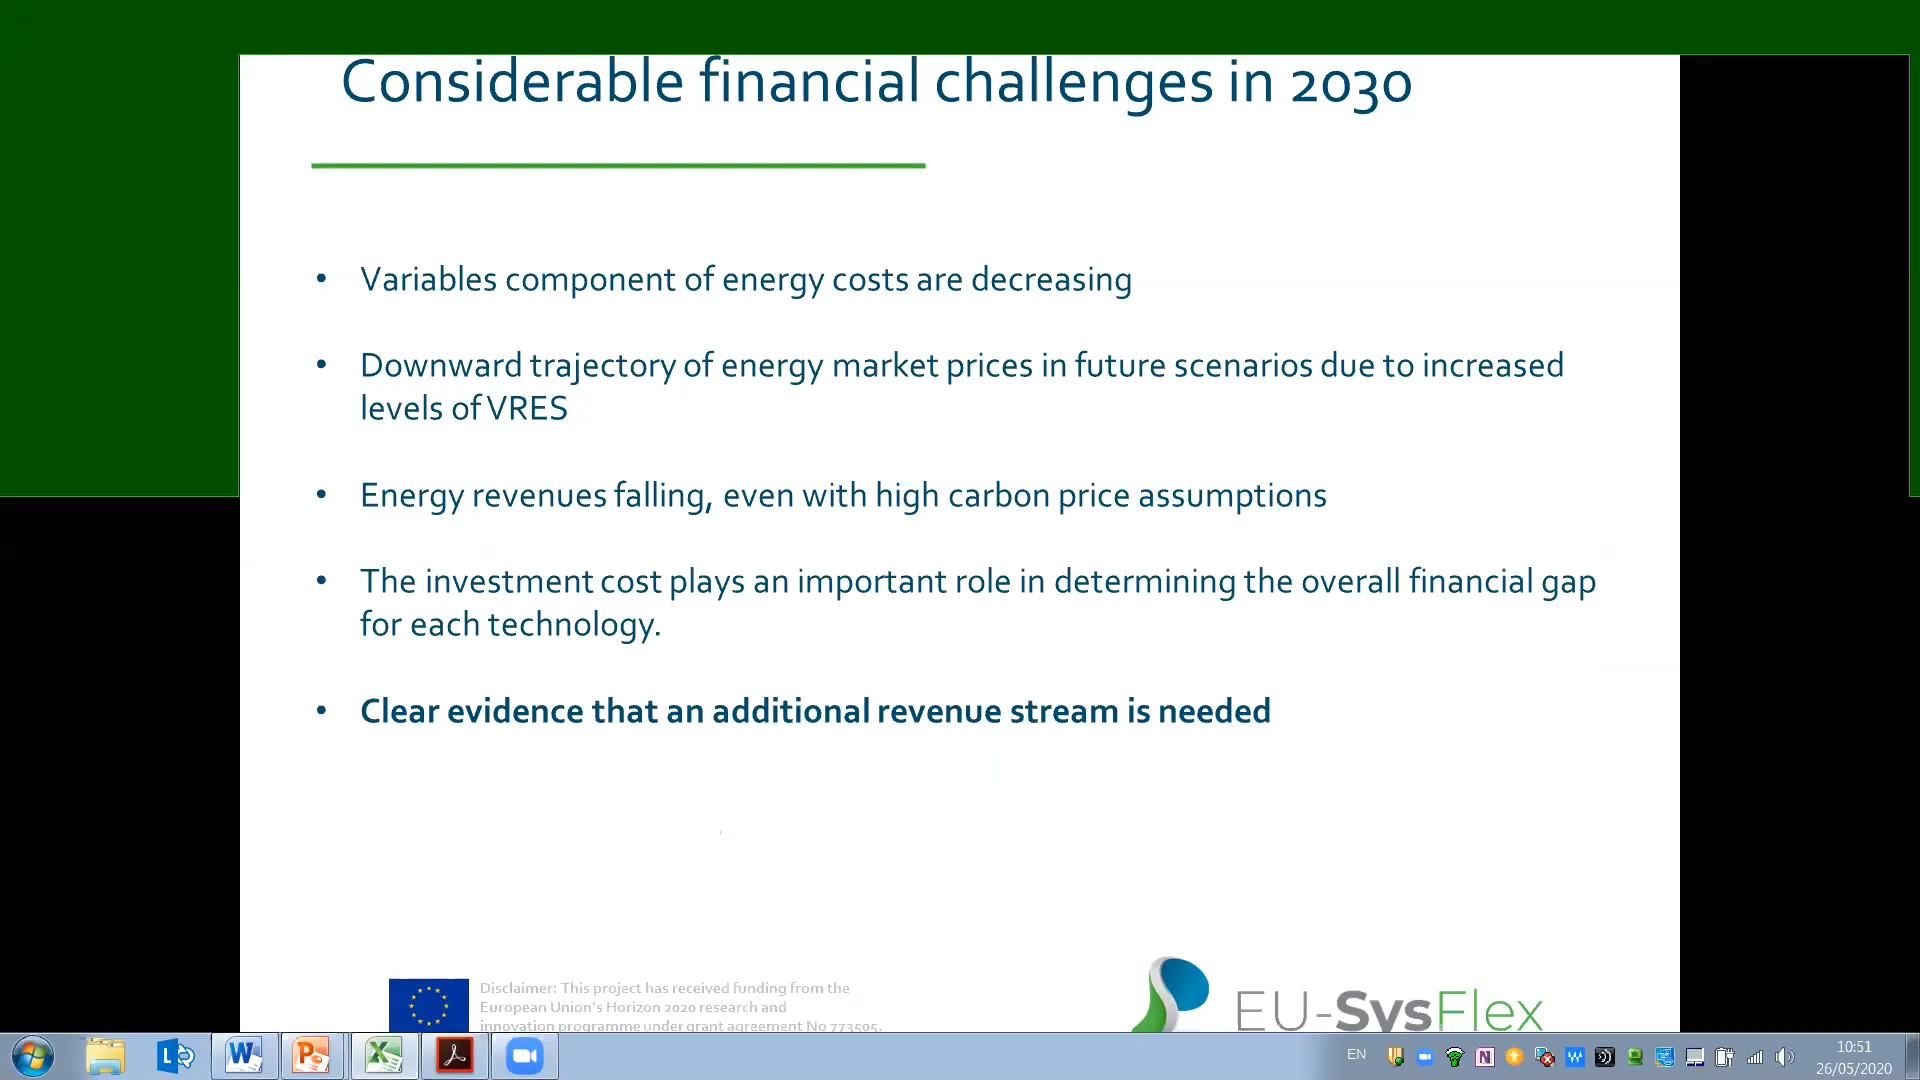 Considerable financial challenges in 2030
• Variables component of energy costs are decreasing
• Downward trajectory of energy market prices in future scenarios due to increased
levels of VRES
• Energy revenues falling, even with high carbon price assumptions
• The investment cost plays an important role in determining the overall financial gap
for each technology.
• Clear evidence that an additional revenue stream is needed
Disclaimer: This project has received funding from the
European Union's Horizon 2020 research and
innovation programme under grant agreement No 773505.
EU-SysFlex
EN
10:51
26/05/2020